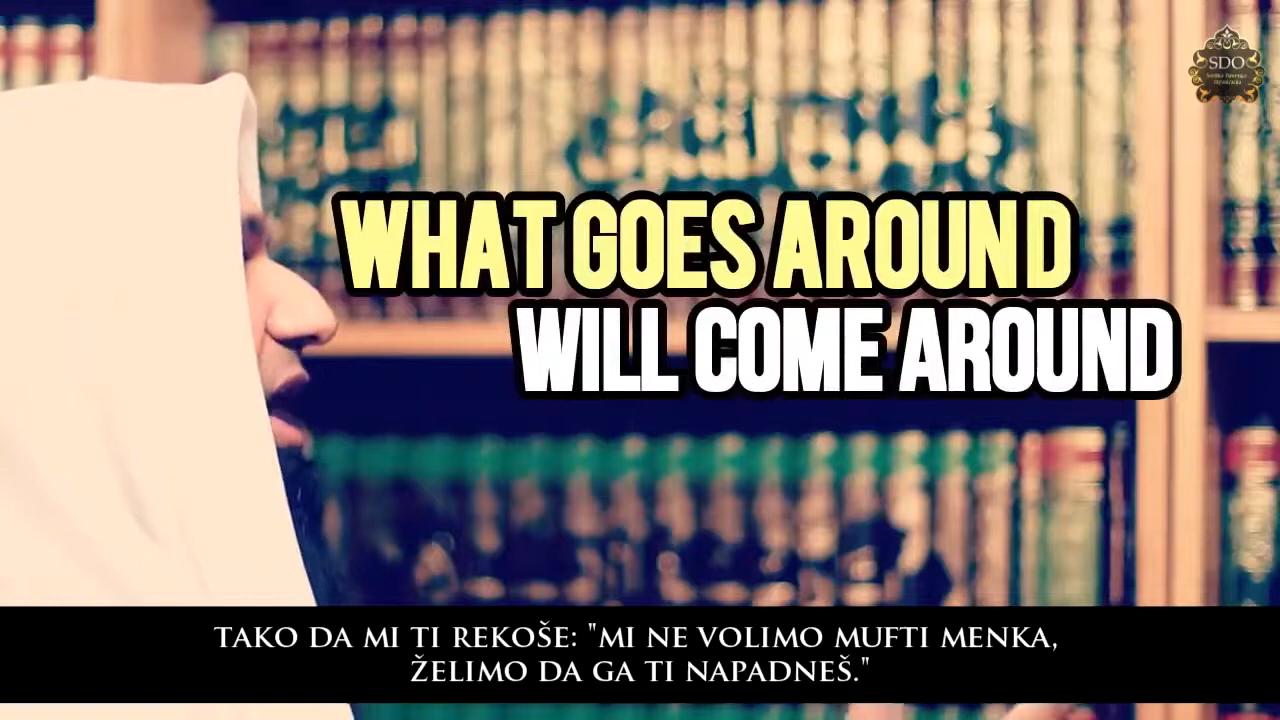 SDO
WHAT GOES AROUND
WILL COME AROUND
TAKO DA MI TI REKOŠE: "MI NE VOLIMO MUFTI MENKA,
ŽELIMO DA GA TI NAPADNEŠ."